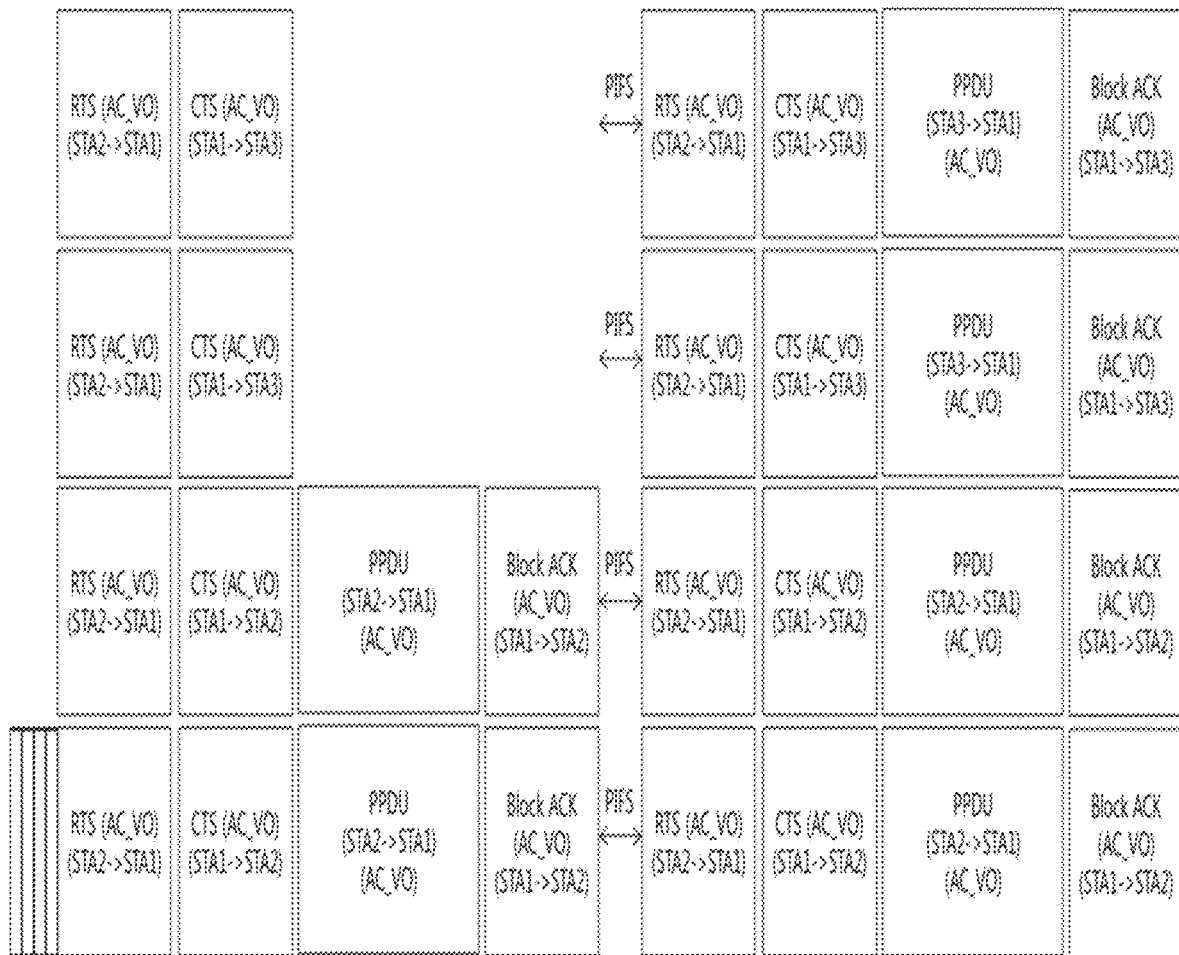 RTS (AC_VO)
(STA2->STA1)
CTS (AC_VO)
(STA1->STA3)
PIFS
RTS (AC_VO)
(STA2->STA1)
CTS (AC_VO)
(STA1->STA3)
PPDU
(STA3->STA1)
(AC_VO)
Block ACK
(AC_VO)
(STA1->STA3)
RTS (AC_VO)
(STA2->STA1)
CTS (AC_VO)
(STA1->STA3)
PIFS
RTS (AC_VO)
(STA2->STA1)
CTS (AC_VO)
(STA1->STA3)
PPDU
(STA3->STA1)
(AC_VO)
Block ACK
(AC_VO)
(STA1->STA3)
RTS (AC_VO)
(STA2->STA1)
CTS (AC_VO)
(STA1->STA2)
PPDU
(STA2->STA1)
(AC_VO)
Block ACK
(AC_VO)
(STA1->STA2)
PIFS
RTS (AC_VO)
(STA2->STA1)
CTS (AC_VO)
(STA1->STA2)
PPDU
(STA2->STA1)
(AC_VO)
Block ACK
(AC_VO)
(STA1->STA2)
RTS (AC_VO)
(STA2->STA1)
CTS (AC_VO)
(STA1->STA2)
PPDU
(STA2->STA1)
(AC_VO)
Block ACK
(AC_VO)
(STA1->STA2)
PIFS
RTS (AC_VO)
(STA2->STA1)
CTS (AC_VO)
(STA1->STA2)
PPDU
(STA2->STA1)
(AC_VO)
Block ACK
(AC_VO)
(STA1->STA2)